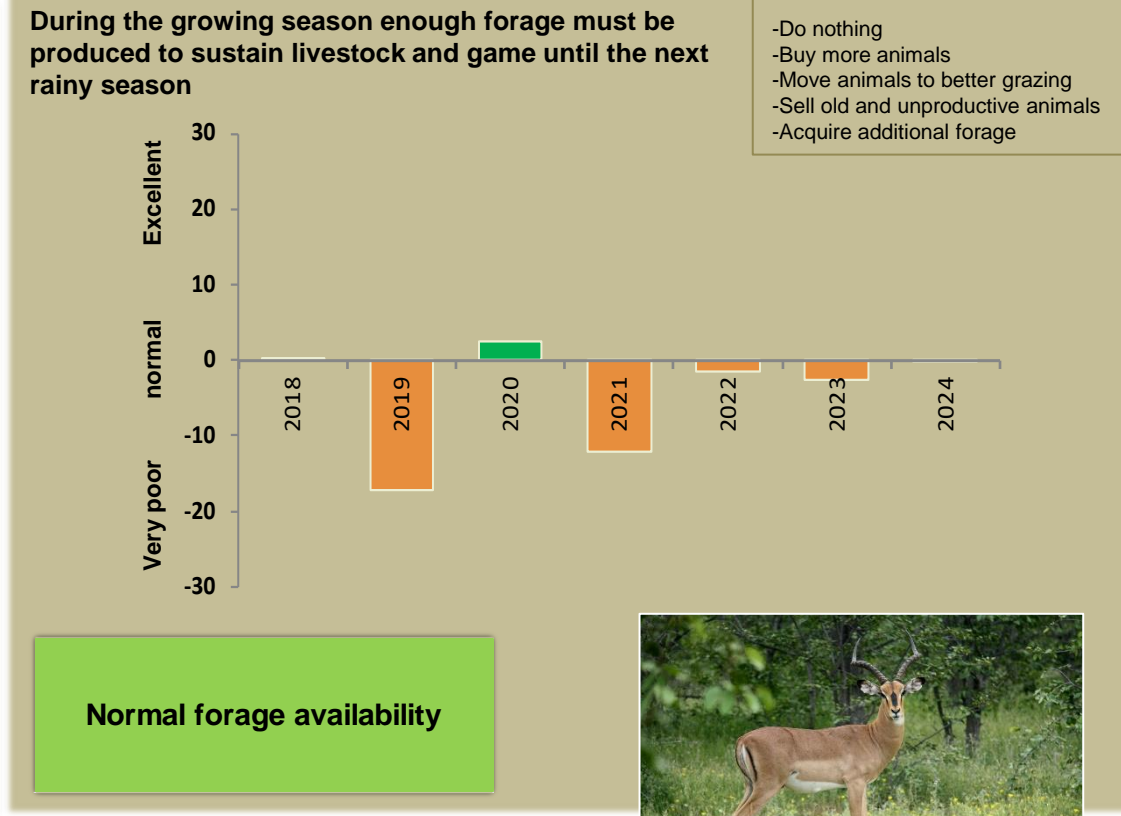 During the growing season enough forage must be
produced to sustain livestock and game until the next
rainy season
-Do nothing
-Buy more animals
-Move animals to better grazing
-Sell old and unproductive animals
-Acquire additional forage
Excellent
normal
Very poor
30
20
10
0
-10
-20
-30
2018
2019
2020
2021
2022
2023
2024
Normal forage availability